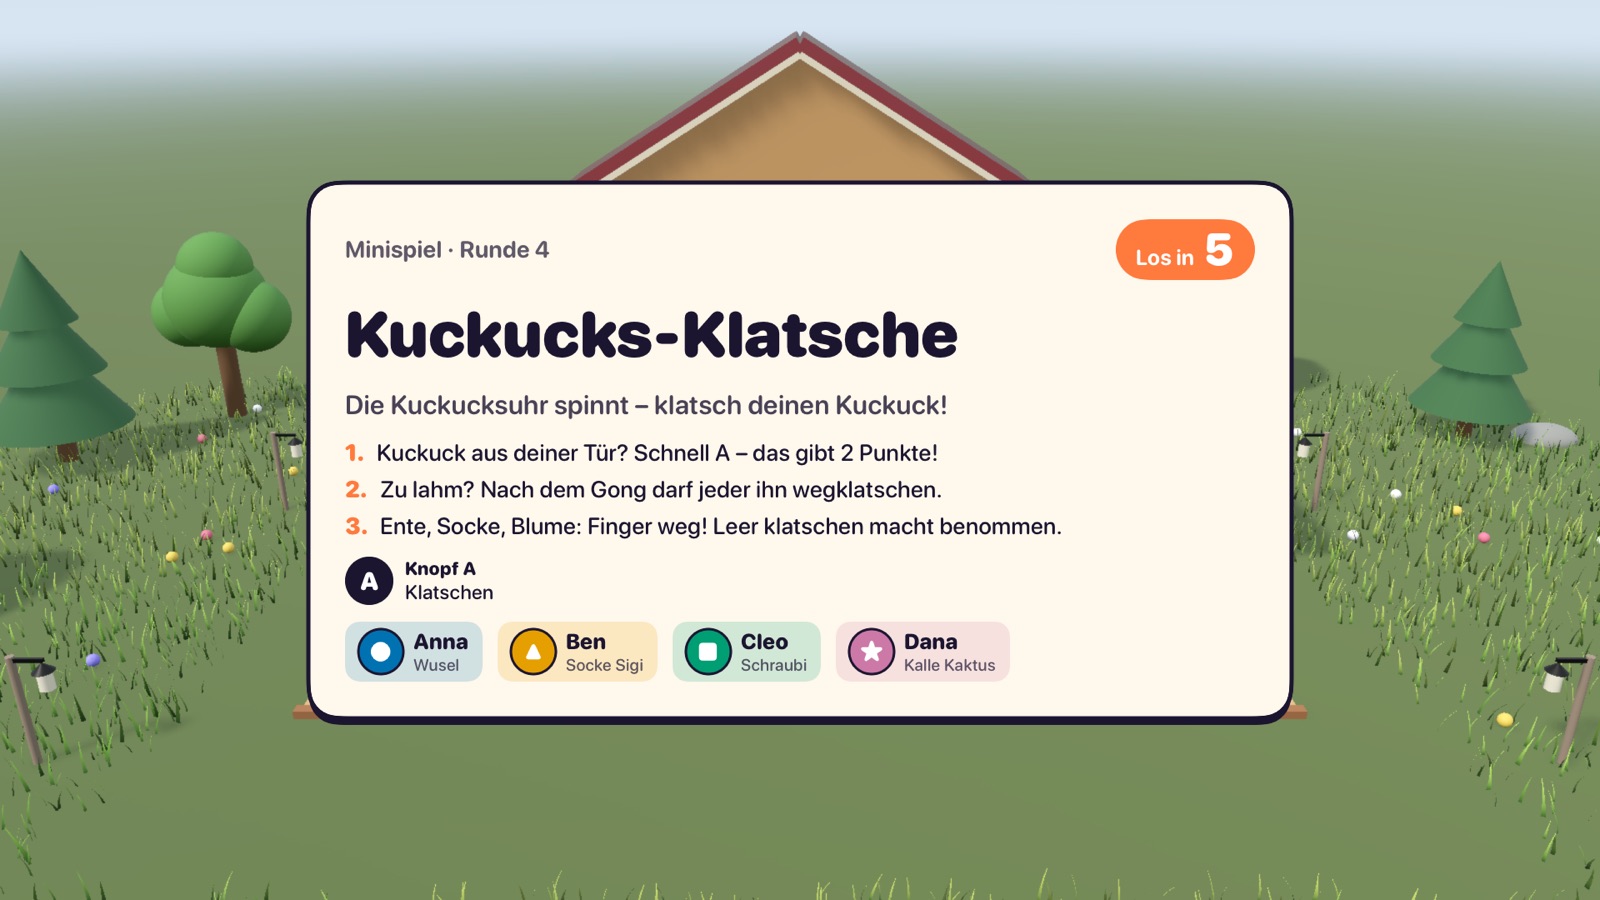 Minispiel · Runde 4
Los in 5
Kuckucks-Klatsche
Die Kuckucksuhr spinnt – klatsch deinen Kuckuck!
1. Kuckuck aus deiner Tür? Schnell A – das gibt 2 Punkte!
2. Zu lahm? Nach dem Gong darf jeder ihn wegklatschen.
3. Ente, Socke, Blume: Finger weg! Leer klatschen macht benommen.
A
Knopf A
Klatschen
Anna
Wusel
Ben
Socke Sigi
Cleo
Schraubi
Dana
Kalle Kaktus